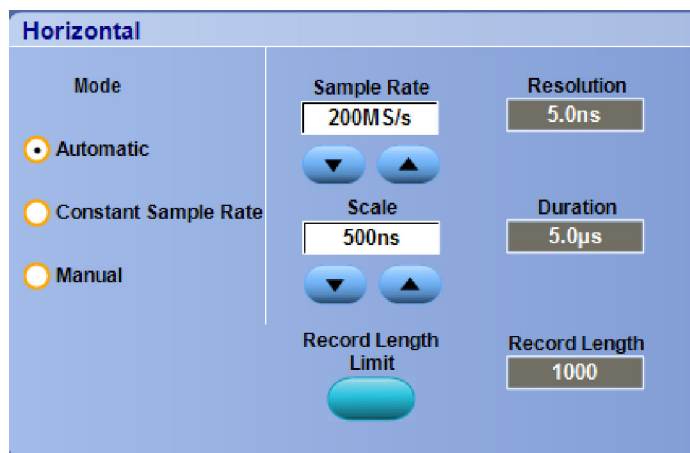 Horizontal
Mode
Automatic
Constant Sample Rate
Manual
Sample Rate
200MS/s
Scale
500ns
Record Length
Limit
Resolution
5.0ns
Duration
5.0µs
Record Length
1000